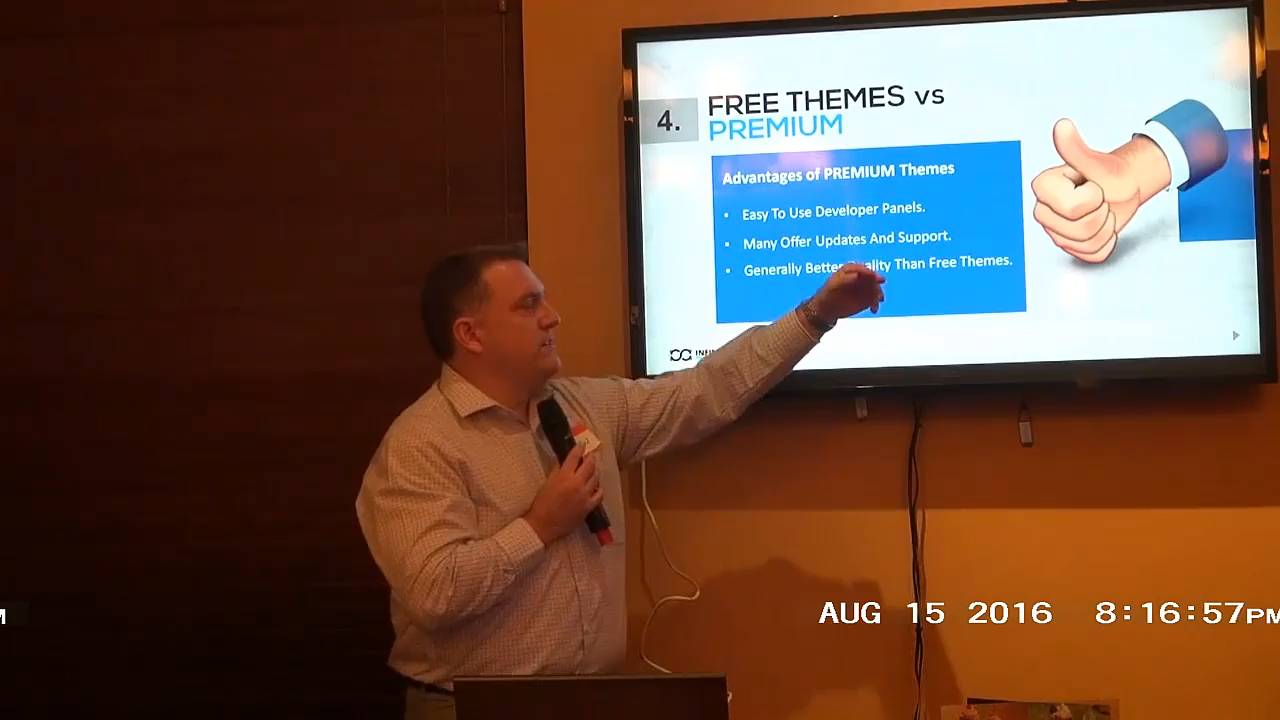 4.
FREE THEMES vs
PREMIUM
Advantages of PREMIUM Themes
• Easy To Use Developer Panels.
• Many Offer Updates And Support.
• Generally Better Quality Than Free Themes.
AUG 15 2016 8:16:57PM